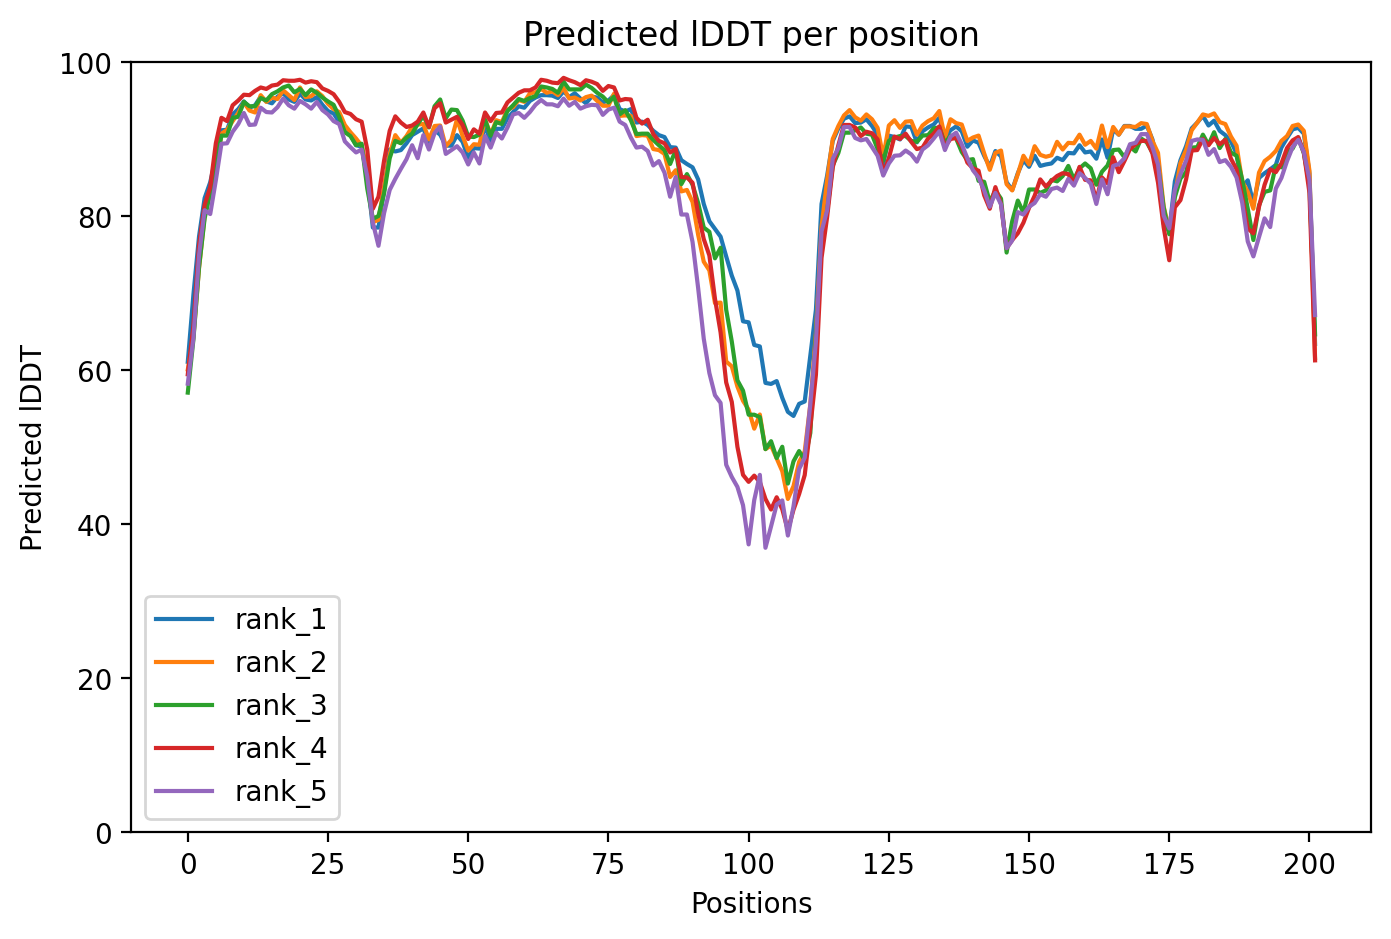 Predicted lDDT per position
100
80
60
40
20
0
Predicted lDDT
rank_1
rank_2
rank_3
rank_4
rank_5
0 25 50 75 100 125 150 175 200
Positions